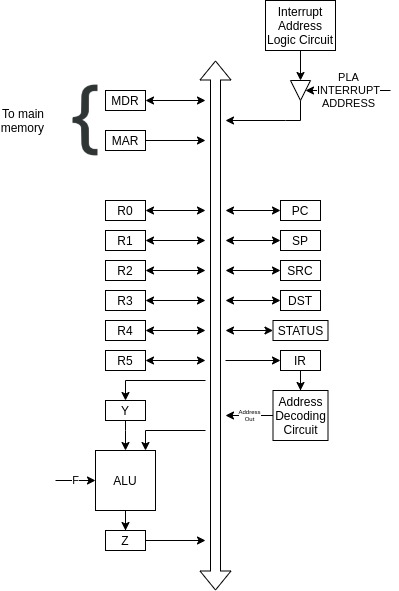 Interrupt
Address
Logic Circuit
PLA
INTERRUPT
ADDRESS
To main
memory
{
MDR
MAR
R0
PC
R1
SP
R2
SRC
R3
DST
R4
STATUS
R5
IR
Y
Address
Out
Address
Decoding
Circuit
F
ALU
Z